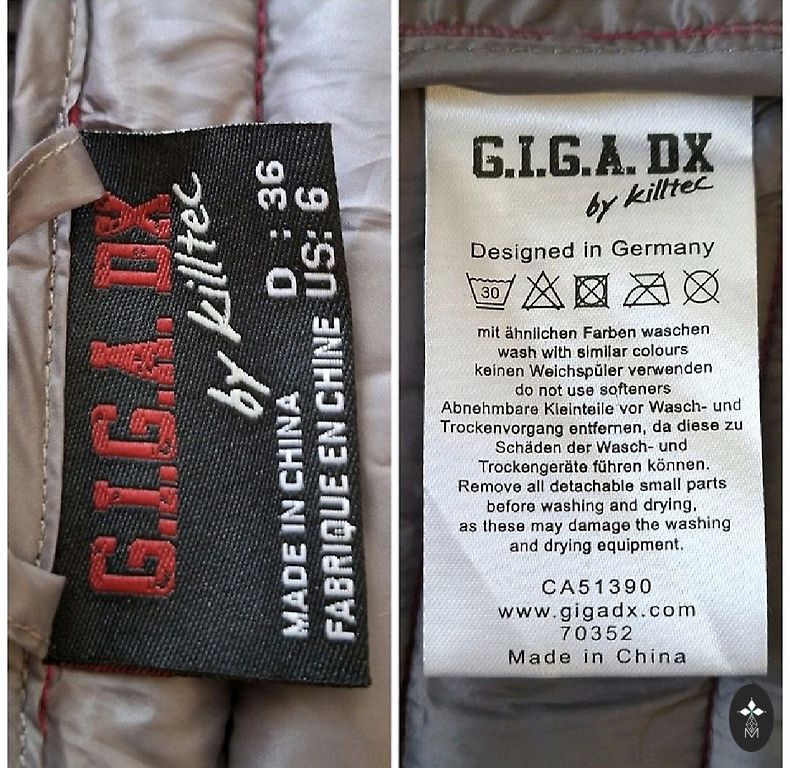 G.I.G.A. DX
by killtec
D : 36
US: 6
MADE IN CHINA
FABRIQUE EN CHINE
G.I.G.A. DX
by killtec
Designed in Germany
30
mit ähnlichen Farben waschen
wash with similar colours
keinen Weichspüler verwenden
do not use softeners
Abnehmbare Kleinteile vor Wasch- und
Trockenvorgang entfernen, da diese zu
Schäden der Wasch- und
Trockengeräte führen können.
Remove all detachable small parts
before washing and drying,
as these may damage the washing
and drying equipment.
CA51390
www.gigadx.com
70352
Made in China
M